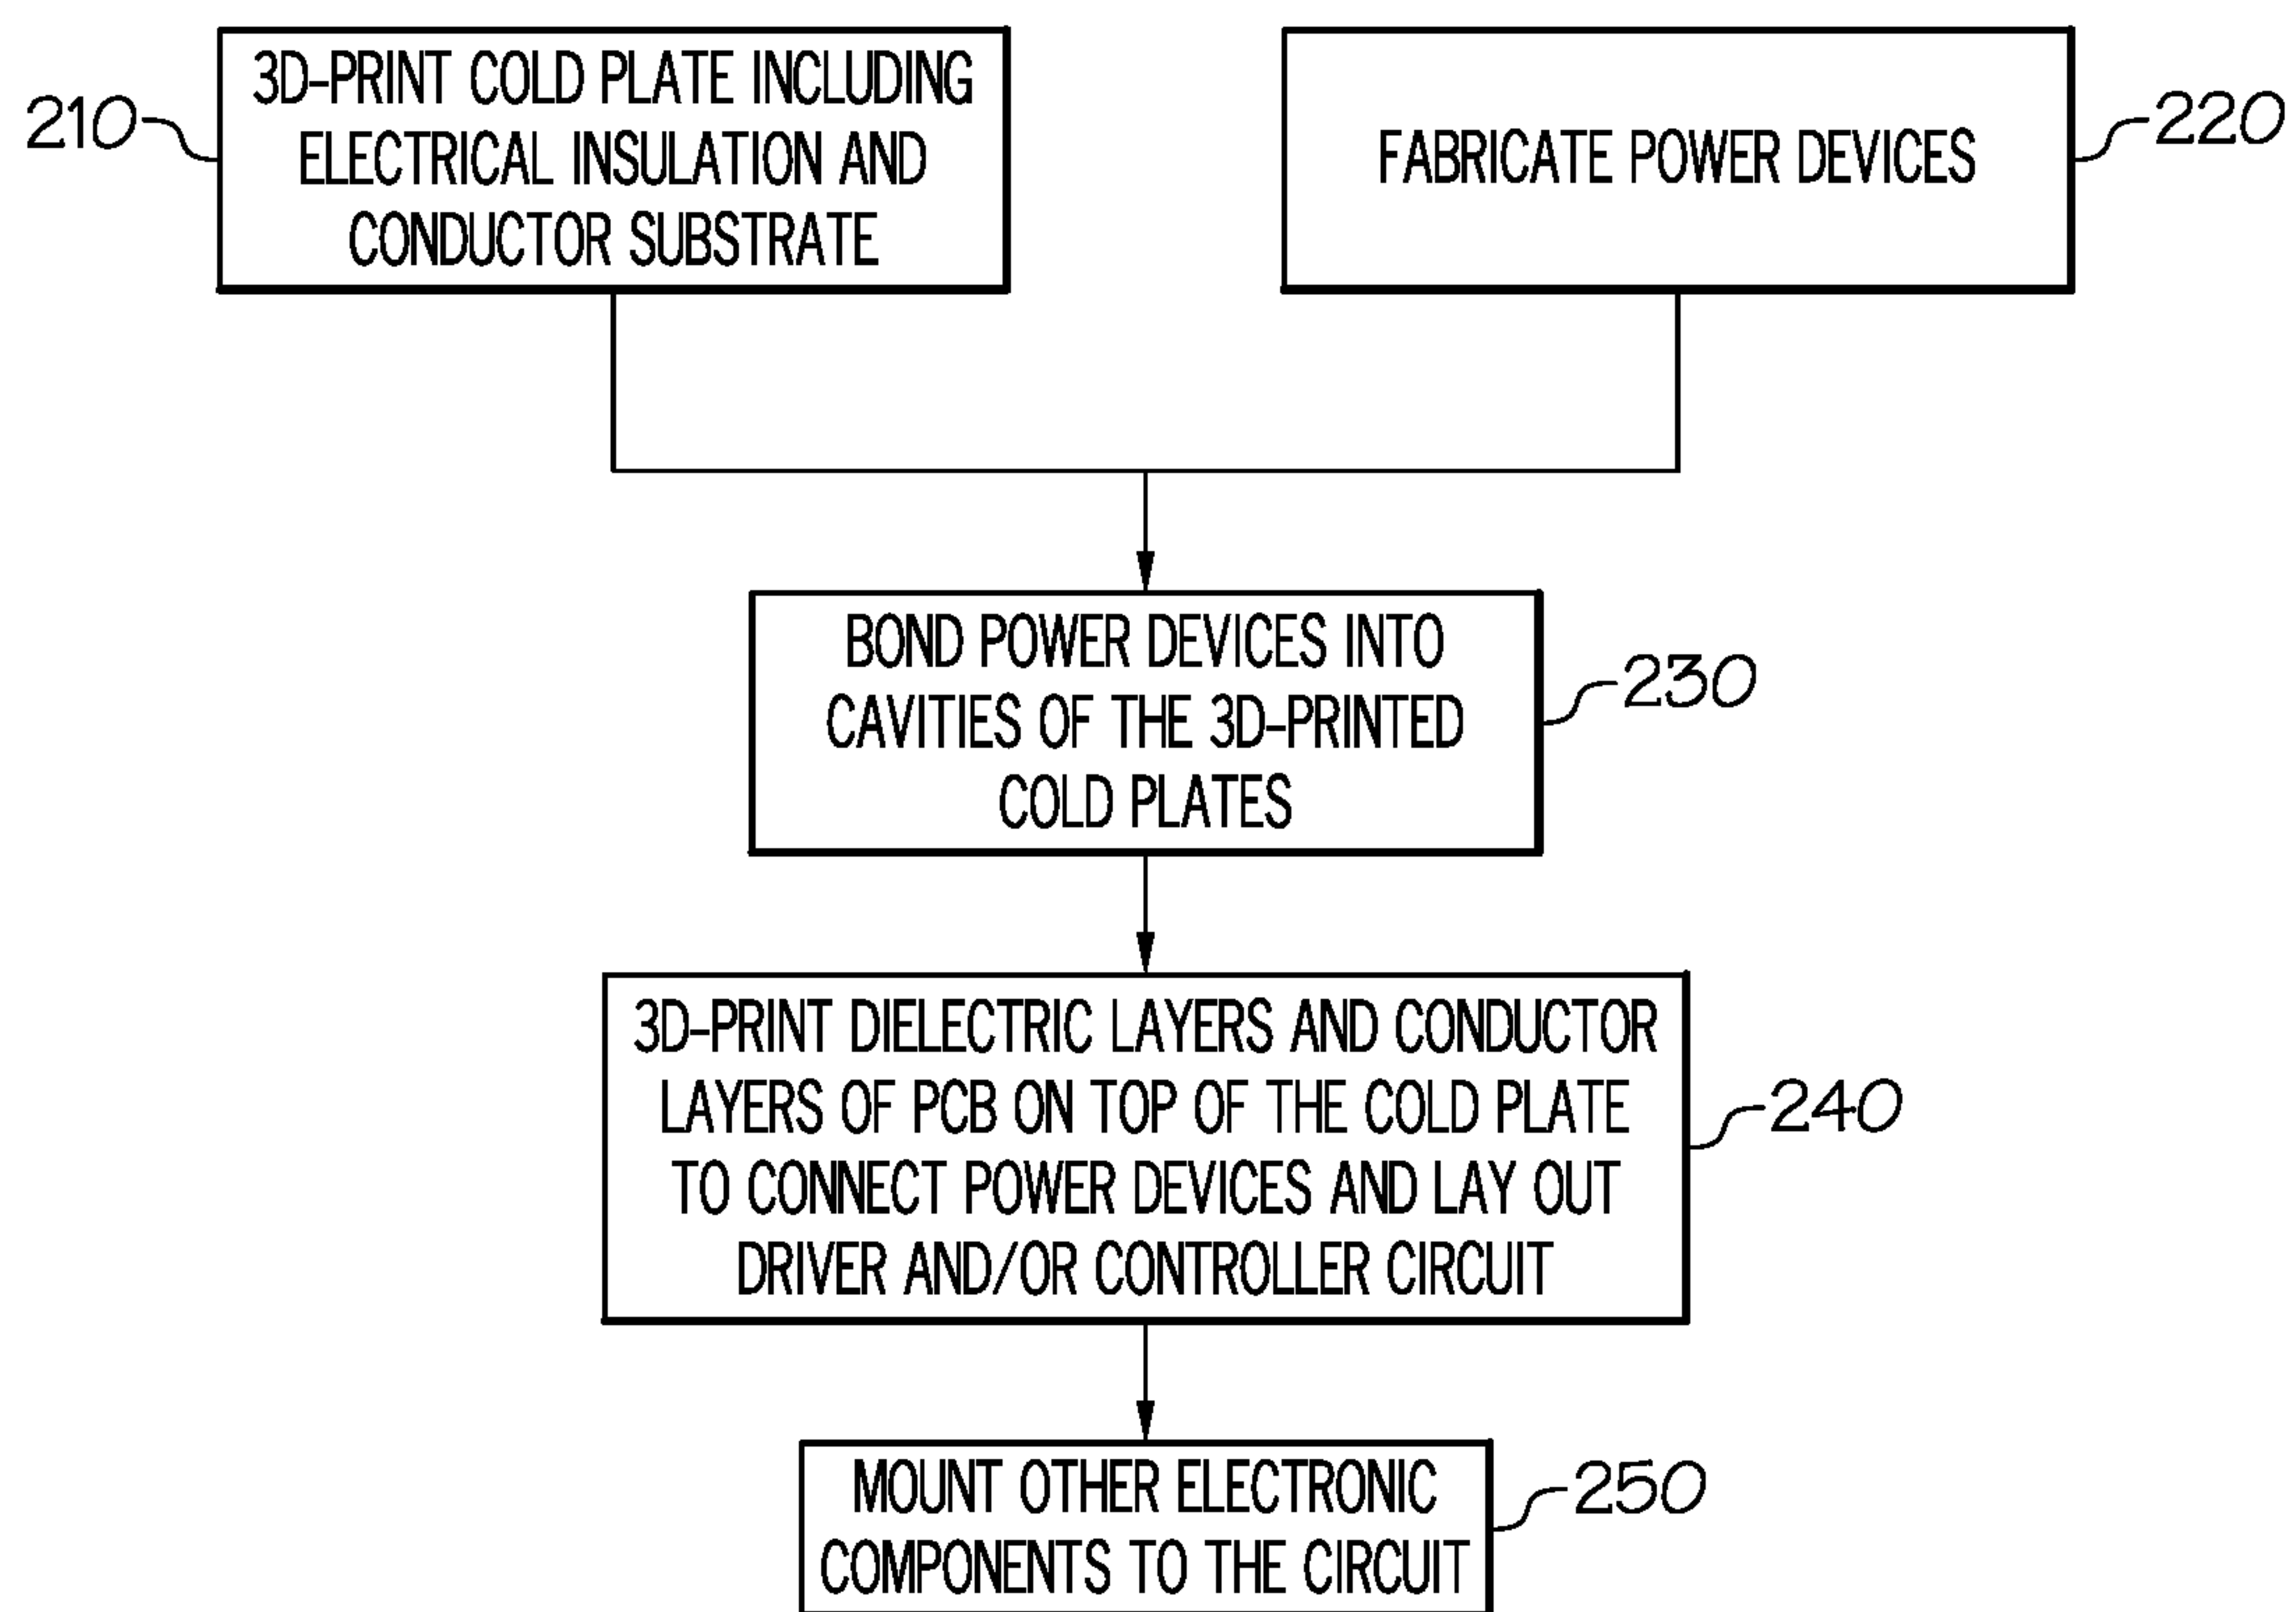 210
3D-PRINT COLD PLATE INCLUDING
ELECTRICAL INSULATION AND
CONDUCTOR SUBSTRATE
FABRICATE POWER DEVICES
220
BOND POWER DEVICES INTO
CAVITIES OF THE 3D-PRINTED
COLD PLATES
230
3D-PRINT DIELECTRIC LAYERS AND CONDUCTOR
LAYERS OF PCB ON TOP OF THE COLD PLATE
TO CONNECT POWER DEVICES AND LAY OUT
DRIVER AND/OR CONTROLLER CIRCUIT
240
MOUNT OTHER ELECTRONIC
COMPONENTS TO THE CIRCUIT
250